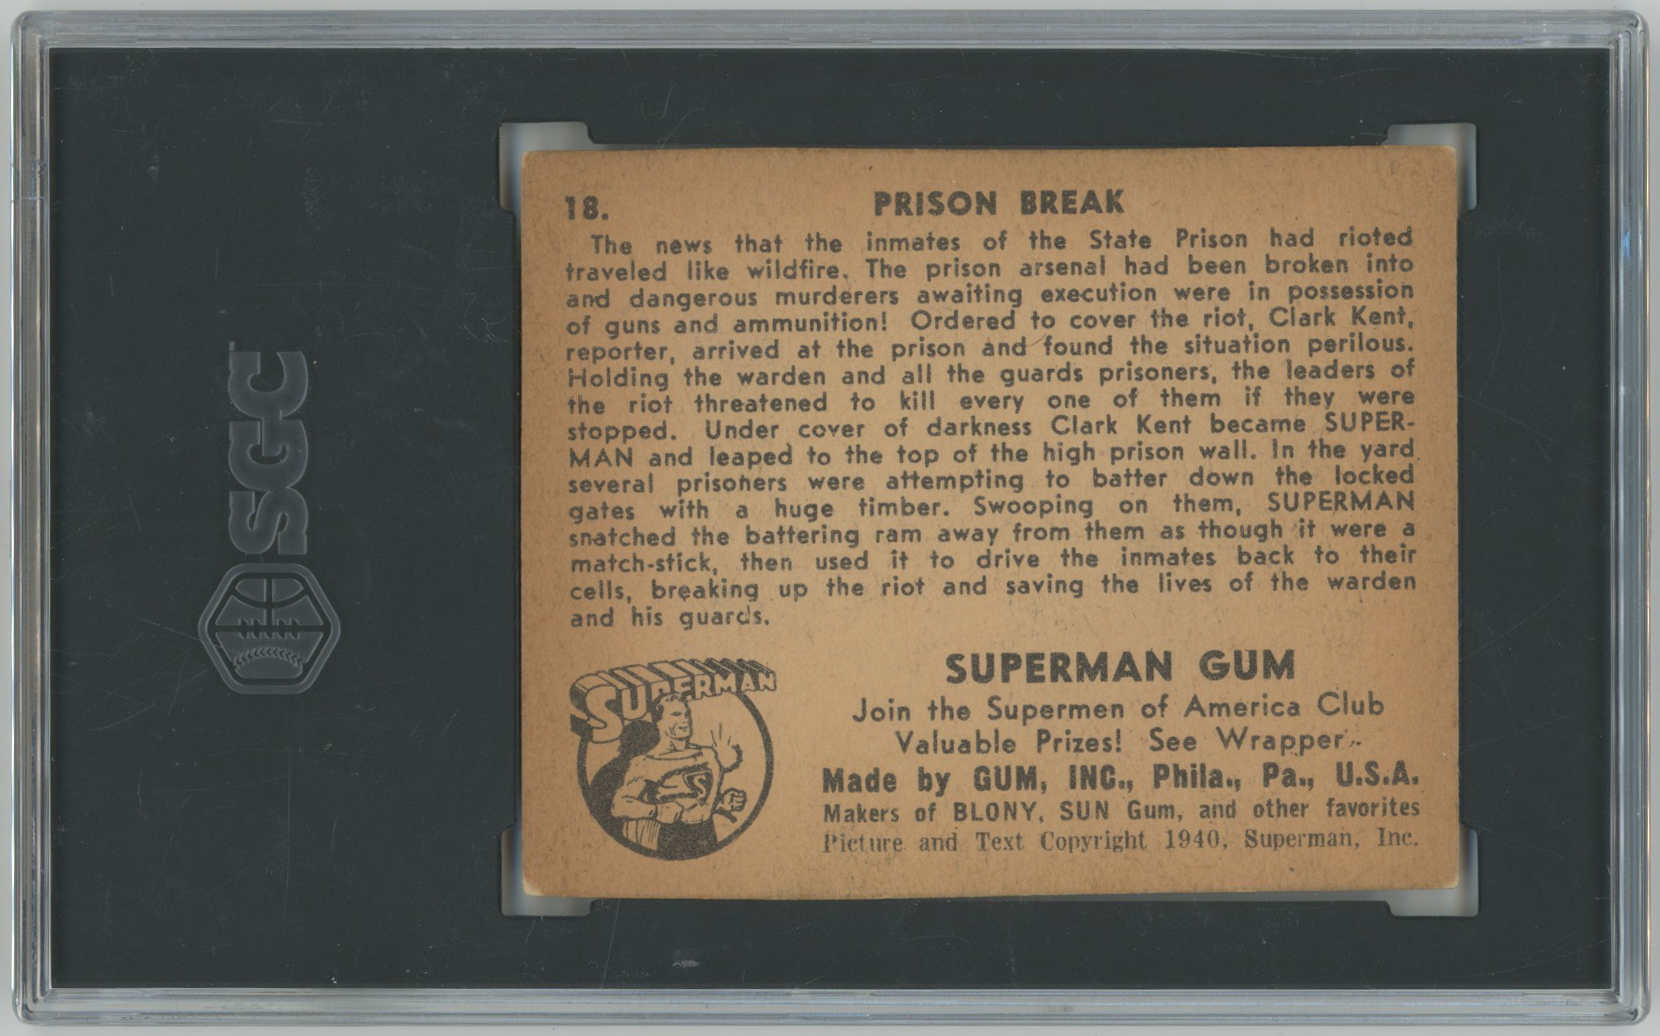 SGC
18.
PRISON BREAK
The news that the inmates of the State Prison had rioted
traveled like wildfire. The prison arsenal had been broken into
and dangerous murderers awaiting execution were in possession
of guns and ammunition! Ordered to cover the riot, Clark Kent,
reporter, arrived at the prison and found the situation perilous.
Holding the warden and all the guards prisoners, the leaders of
the riot threatened to kill every one of them if they were
stopped. Under cover of darkness Clark Kent became SUPER-
MAN and leaped to the top of the high prison wall. In the yard
several prisoners were attempting to batter down the locked
gates with a huge timber. Swooping on them, SUPERMAN
snatched the battering ram away from them as though it were a
match-stick, then used it to drive the inmates back to their
cells, breaking up the riot and saving the lives of the warden
and his guards.
SUPERMAN
S
SUPERMAN GUM
Join the Supermen of America Club
Valuable Prizes! See Wrapper
Made by GUM, INC., Phila., Pa., U.S.A.
Makers of BLONY, SUN Gum, and other favorites
Picture and Text Copyright 1940, Superman, Inc.